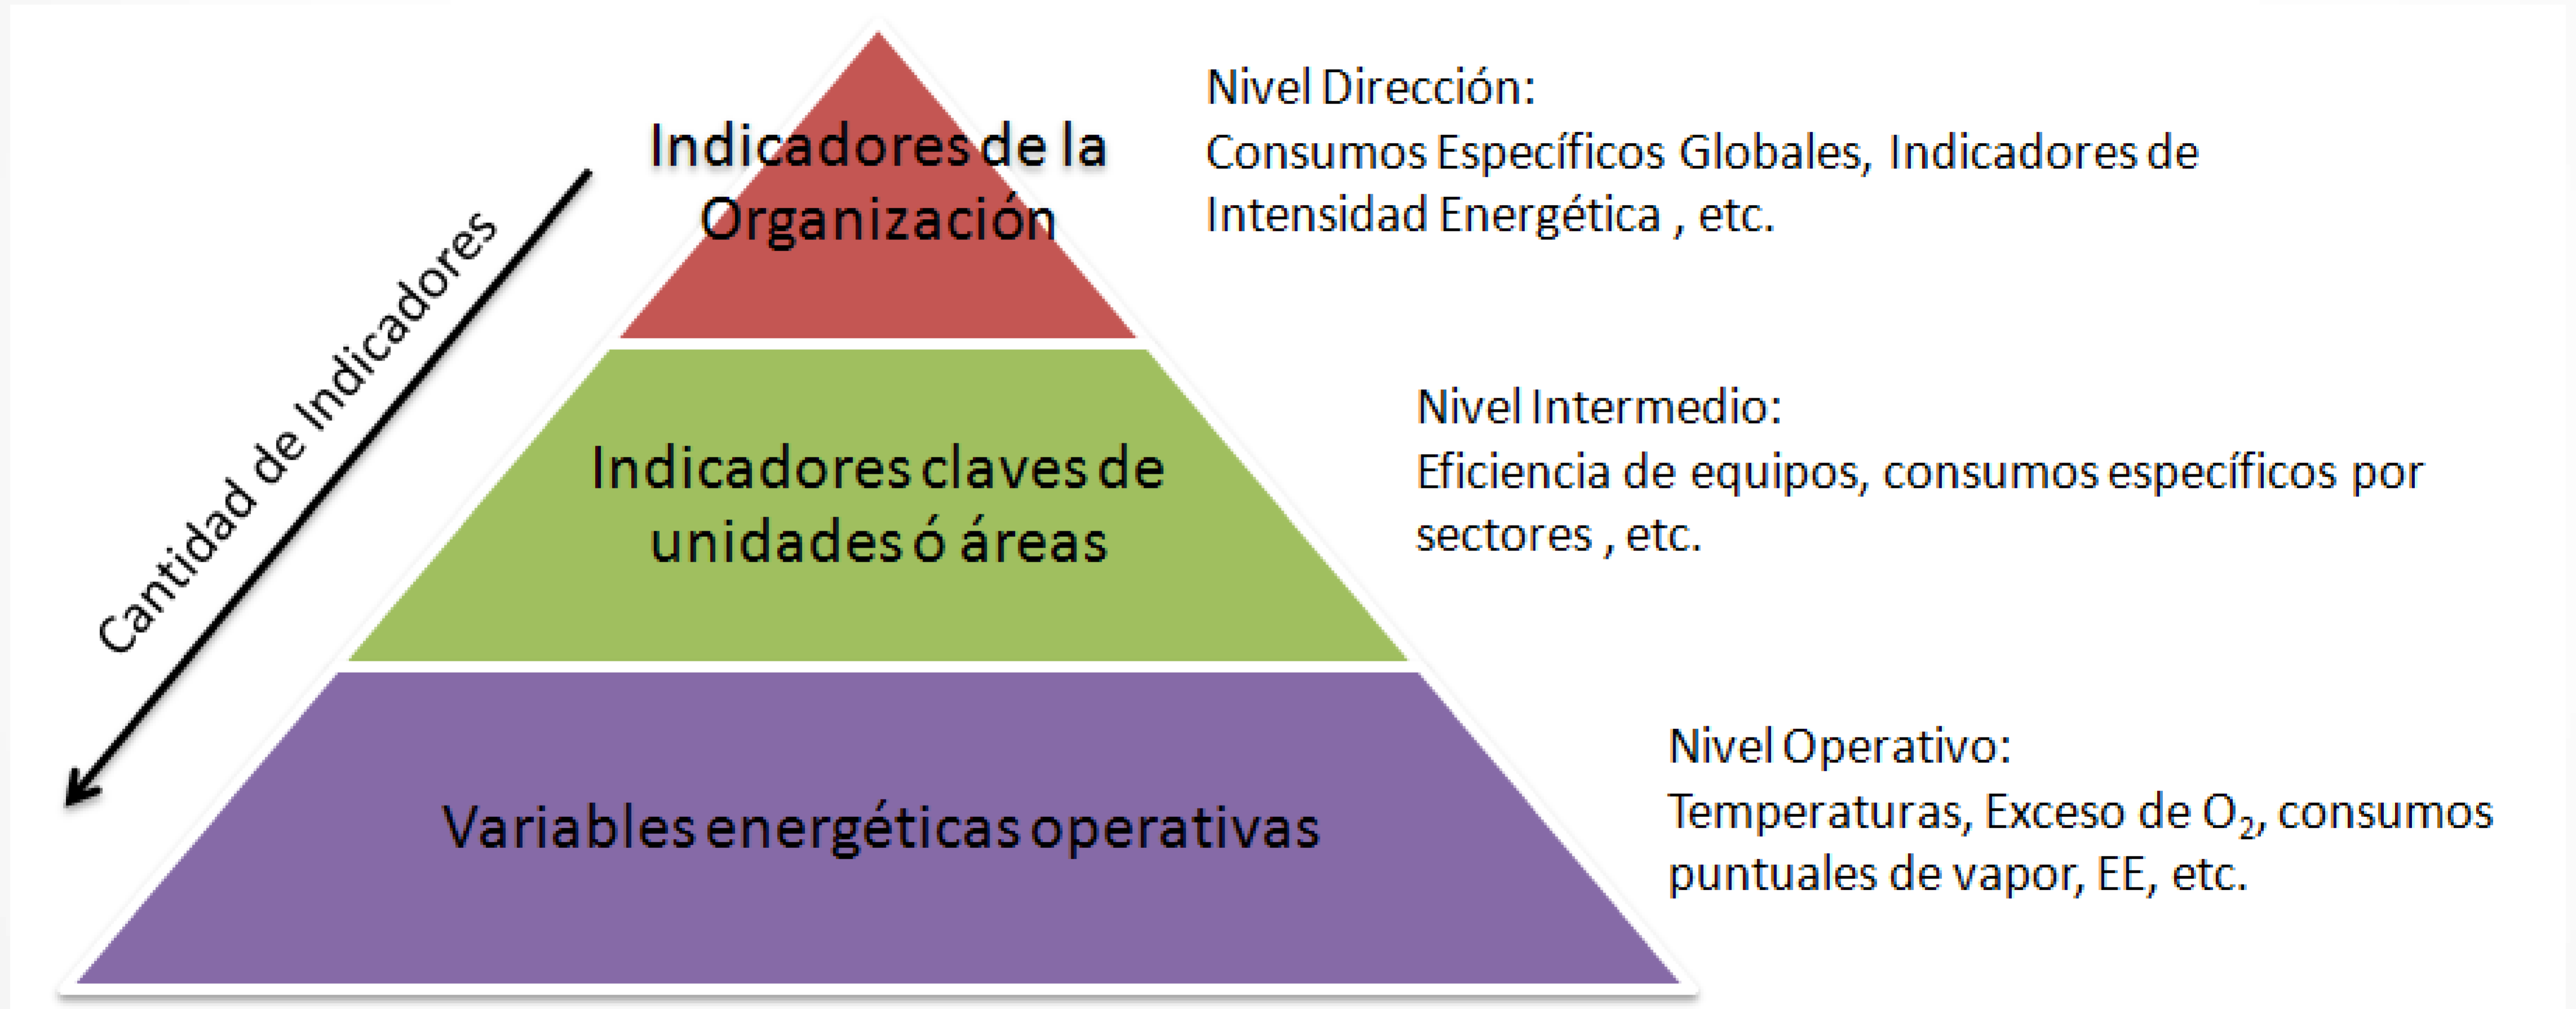 Cantidad de Indicadores
Indicadores de la
Organización
Nivel Dirección:
Consumos Específicos Globales, Indicadores de
Intensidad Energética , etc.
Indicadores claves de
unidades ó áreas
Nivel Intermedio:
Eficiencia de equipos, consumos específicos por
sectores , etc.
Variables energéticas operativas
Nivel Operativo:
Temperaturas, Exceso de O₂, consumos
puntuales de vapor, EE, etc.